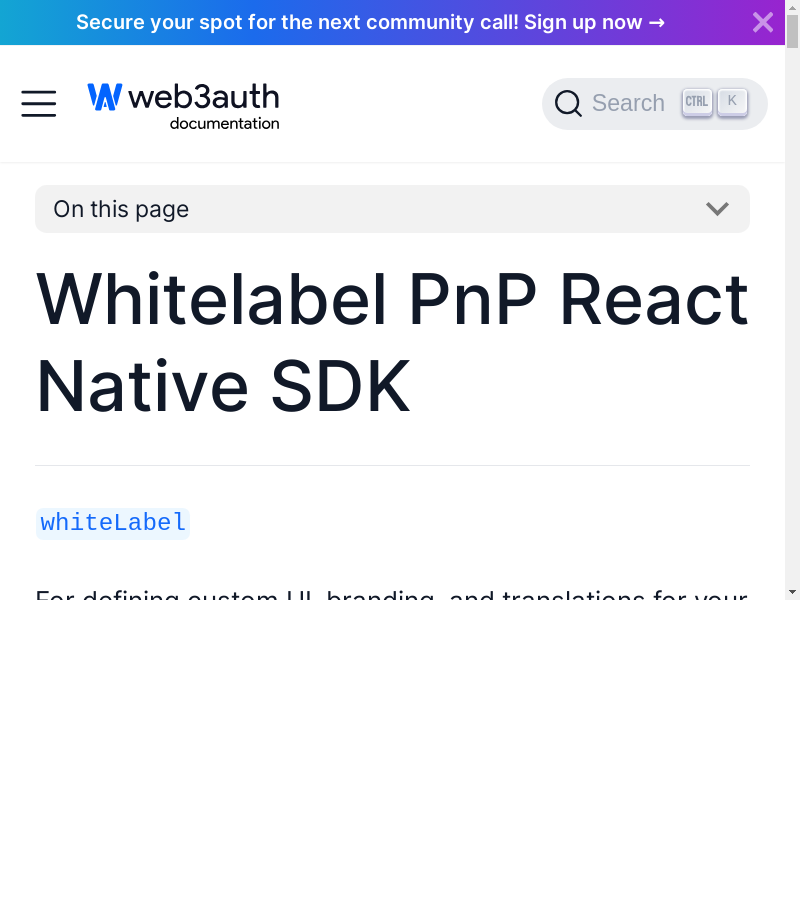 Secure your spot for the next community call! Sign up now →
web3auth
documentation
Search CTRL K
On this page
Whitelabel PnP React
Native SDK
whiteLabel
For defining custom UI, branding, and translations for your